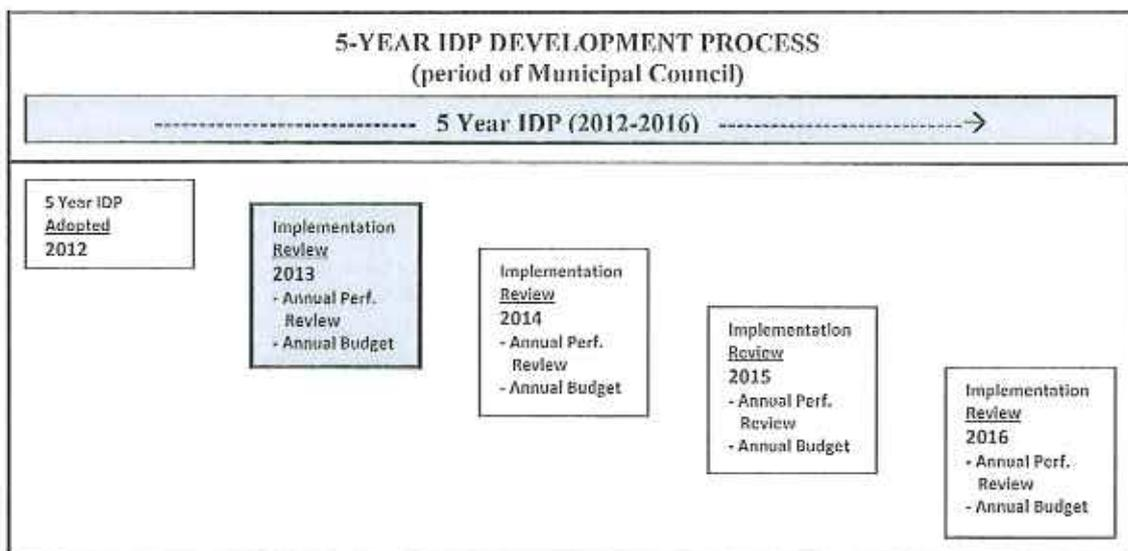 5-YEAR IDP DEVELOPMENT PROCESS
(period of Municipal Council)
5 Year IDP (2012-2016)
5 Year IDP
Adopted
2012
Implementation
Review
2013
- Annual Perf.
Review
- Annual Budget
Implementation
Review
2014
- Annual Perf.
Review
- Annual Budget
Implementation
Review
2015
- Annual Perf.
Review
- Annual Budget
Implementation
Review
2016
- Annual Perf.
Review
- Annual Budget